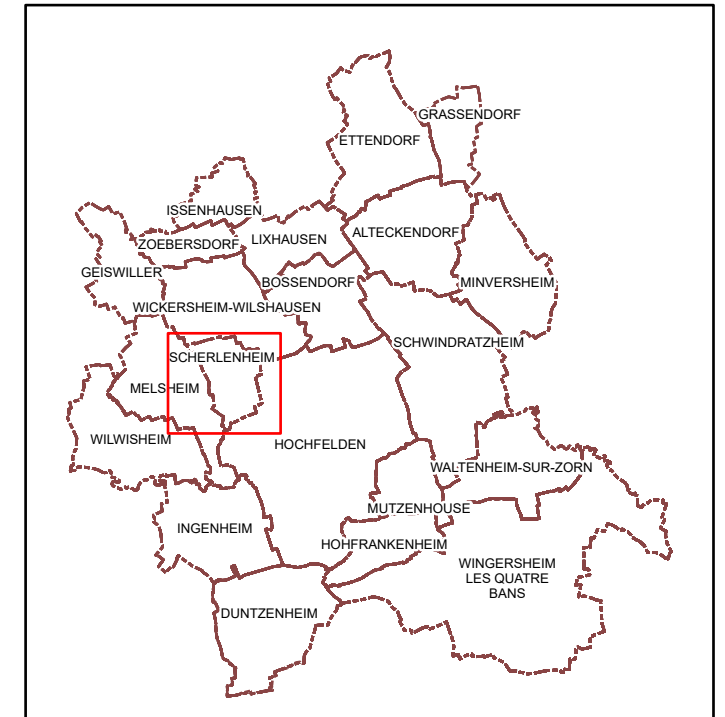 GRASSENDORF
ETTENDORF
ISSENHAUSEN
ALTECKENDORF
LIXHAUSEN
ZOEBERSDORF
GEISWILLER
BOSSENDORF
MINVERSHEIM
WICKERSHEIM-WILSHAUSEN
SCHWINDRATZHEIM
SCHERLENHEIM
MELSHEIM
WILWISHEIM
HOCHFELDEN
WALTENHEIM-SUR-ZORN
MUTZENHOUSE
INGENHEIM
HOHFRANKENHEIM
WINGERSHEIM
LES QUATRE
BANS
DUNTZENHEIM